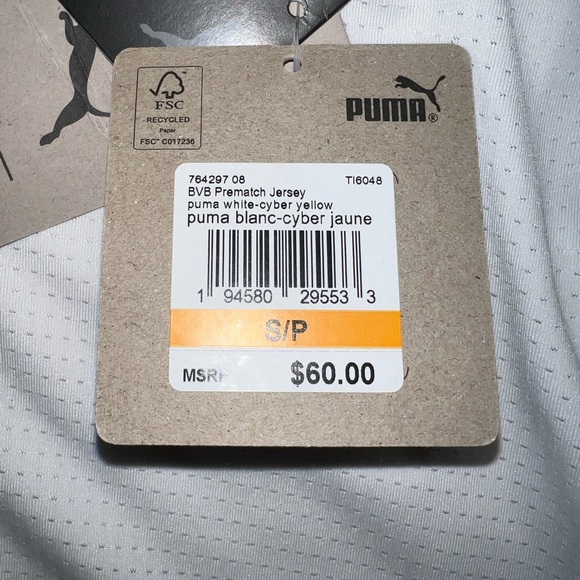 FSC
RECYCLED
Paper
FSC® C017236
PUMA®
764297 08 TI6048
BVB Prematch Jersey
puma white-cyber yellow
puma blanc-cyber jaune
1 94580 29553 3
S/P
MSRP $60.00